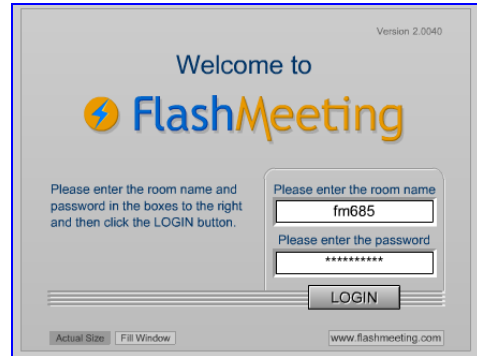 Version 2.0040
Welcome to
FlashMeeting
Please enter the room name and
password in the boxes to the right
and then click the LOGIN button.
Please enter the room name
fm685
Please enter the password
**********
LOGIN
Actual Size
Fill Window
www.flashmeeting.com